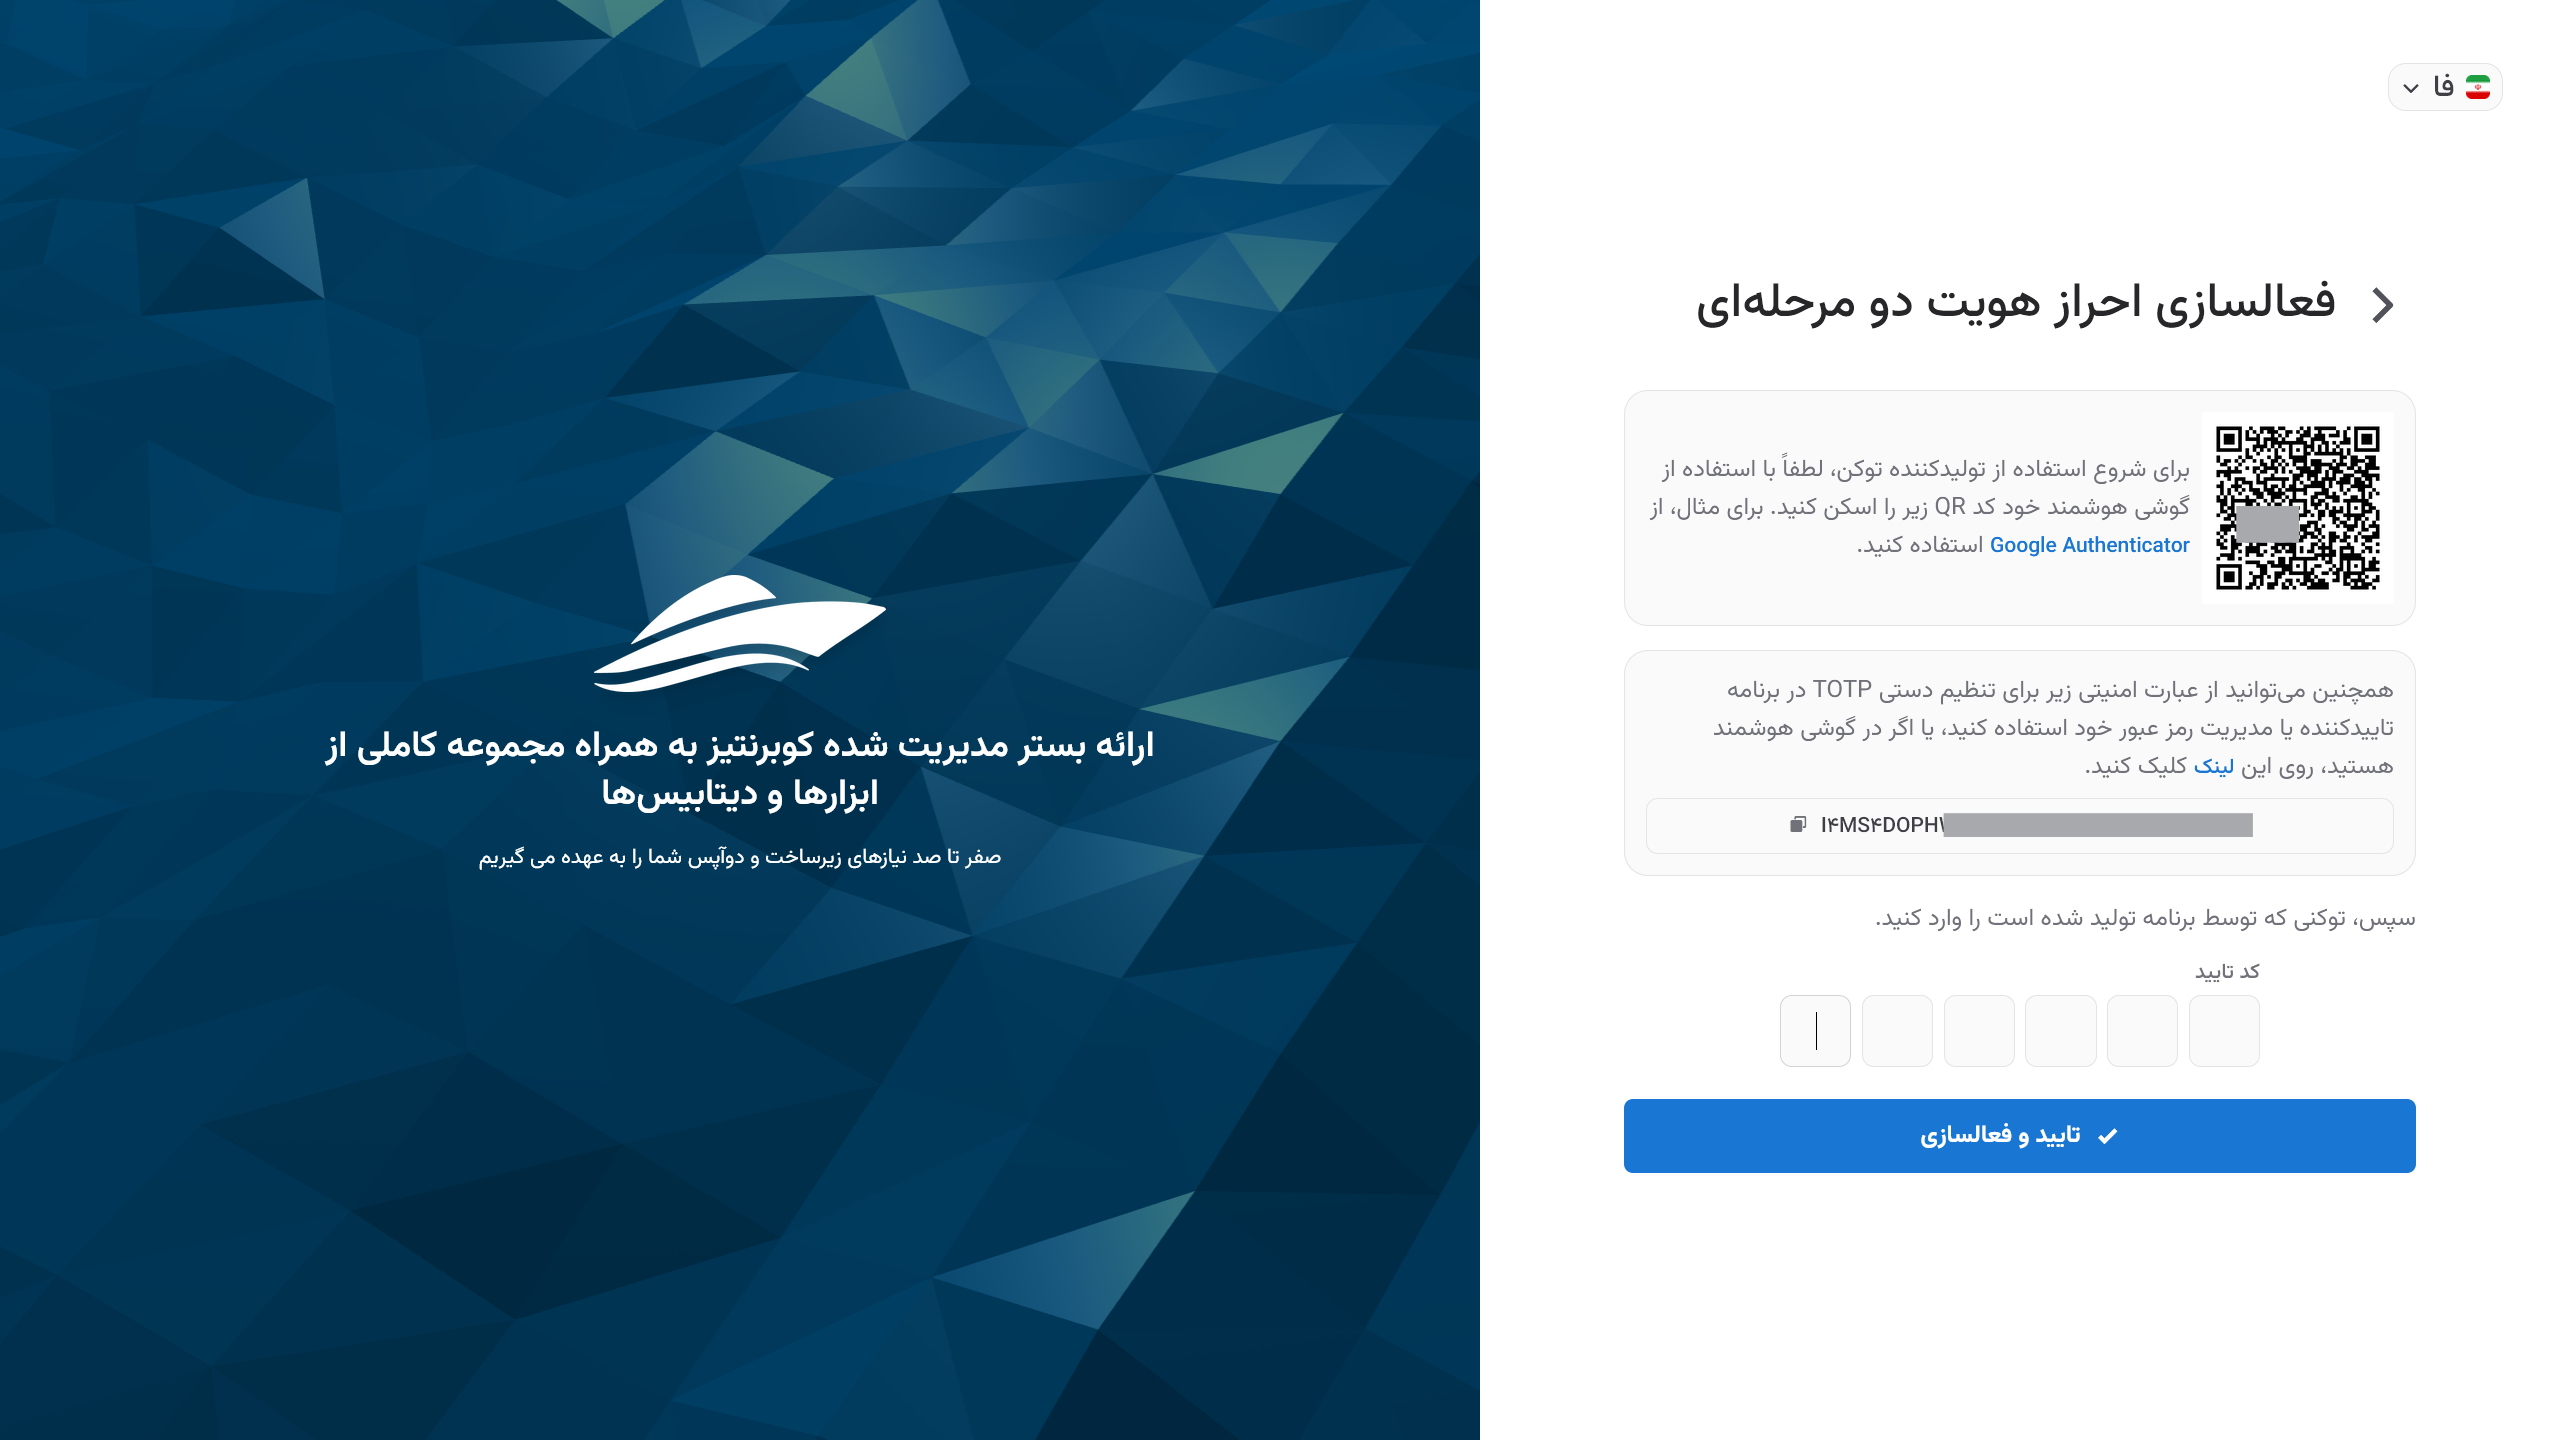 فا
فعالسازی احراز هویت دو مرحله‌ای
برای شروع استفاده از تولیدکننده توکن، لطفاً با استفاده از
گوشی هوشمند خود کد QR زیر را اسکن کنید. برای مثال، از
Google Authenticator استفاده کنید.
همچنین می‌توانید از عبارت امنیتی زیر برای تنظیم دستی TOTP در برنامه
تاییدکننده یا مدیریت رمز عبور خود استفاده کنید، یا اگر در گوشی هوشمند
هستید، روی این لینک کلیک کنید.
I۴MS۴DOPH
سپس، توکنی که توسط برنامه تولید شده است را وارد کنید.
کد تایید
تایید و فعالسازی
ارائه بستر مدیریت شده کوبرنتیز به همراه مجموعه کاملی از
ابزارها و دیتابیس‌ها
صفر تا صد نیازهای زیرساخت و دوآپس شما را به عهده می گیریم